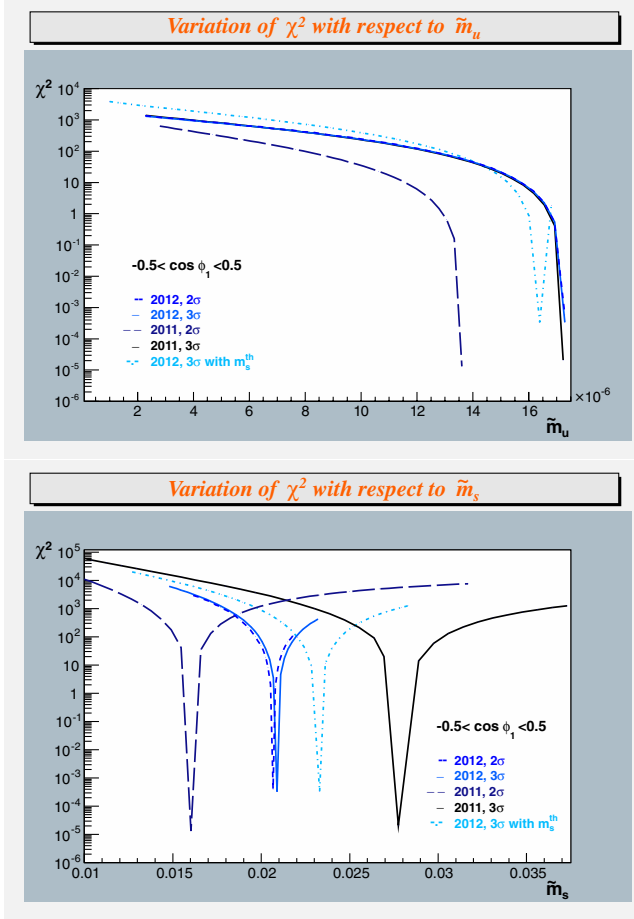 Variation of χ² with respect to m̃ᵤ
χ²
10⁴
10³
10²
10
1
10⁻¹
10⁻²
10⁻³
10⁻⁴
10⁻⁵
10⁻⁶
-0.5< cos ϕ₁ <0.5
2012, 2σ
2012, 3σ
2011, 2σ
2011, 3σ
2012, 3σ with mₛᵗʰ
2 4 6 8 10 12 14 16 ×10⁻⁶
m̃ᵤ
Variation of χ² with respect to m̃ₛ
χ²
10⁵
10⁴
10³
10²
10
1
10⁻¹
10⁻²
10⁻³
10⁻⁴
10⁻⁵
10⁻⁶
-0.5< cos ϕ₁ <0.5
2012, 2σ
2012, 3σ
2011, 2σ
2011, 3σ
2012, 3σ with mₛᵗʰ
0.01 0.015 0.02 0.025 0.03 0.035
m̃ₛ